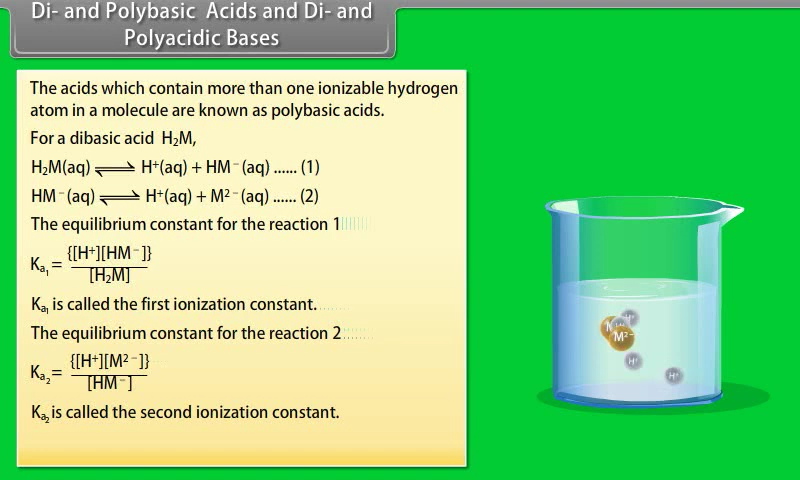 Di- and Polybasic Acids and Di- and
Polyacidic Bases
The acids which contain more than one ionizable hydrogen
atom in a molecule are known as polybasic acids.
For a dibasic acid H₂M,
H₂M(aq) ⇌ H⁺(aq) + HM⁻(aq) ...... (1)
HM⁻(aq) ⇌ H⁺(aq) + M²⁻(aq) ...... (2)
The equilibrium constant for the reaction 1
Kₐ₁ = {[H⁺][HM⁻]}
[H₂M]
Kₐ₁ is called the first ionization constant.
The equilibrium constant for the reaction 2
Kₐ₂ = {[H⁺][M²⁻]}
[HM⁻]
Kₐ₂ is called the second ionization constant.
H⁺
M²⁻
H⁺
H⁺